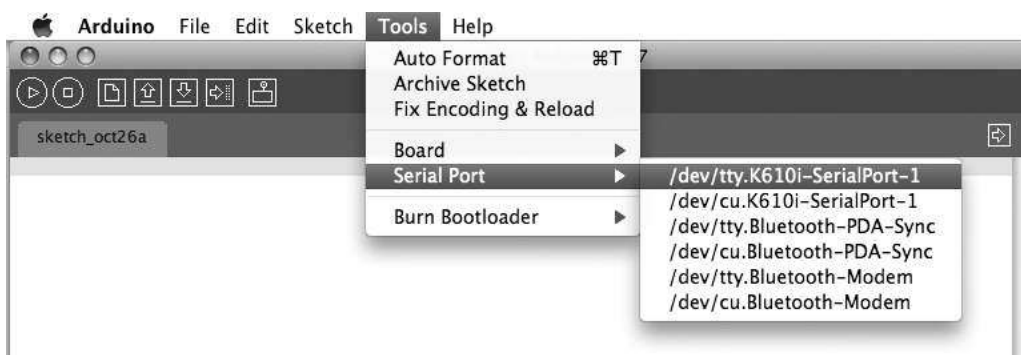 Arduino File Edit Sketch Tools Help
Auto Format ⌘T
7
Archive Sketch
Fix Encoding & Reload
sketch_oct26a
Board
Serial Port
Burn Bootloader
/dev/tty.K610i-SerialPort-1
/dev/cu.K610i-SerialPort-1
/dev/tty.Bluetooth-PDA-Sync
/dev/cu.Bluetooth-PDA-Sync
/dev/tty.Bluetooth-Modem
/dev/cu.Bluetooth-Modem